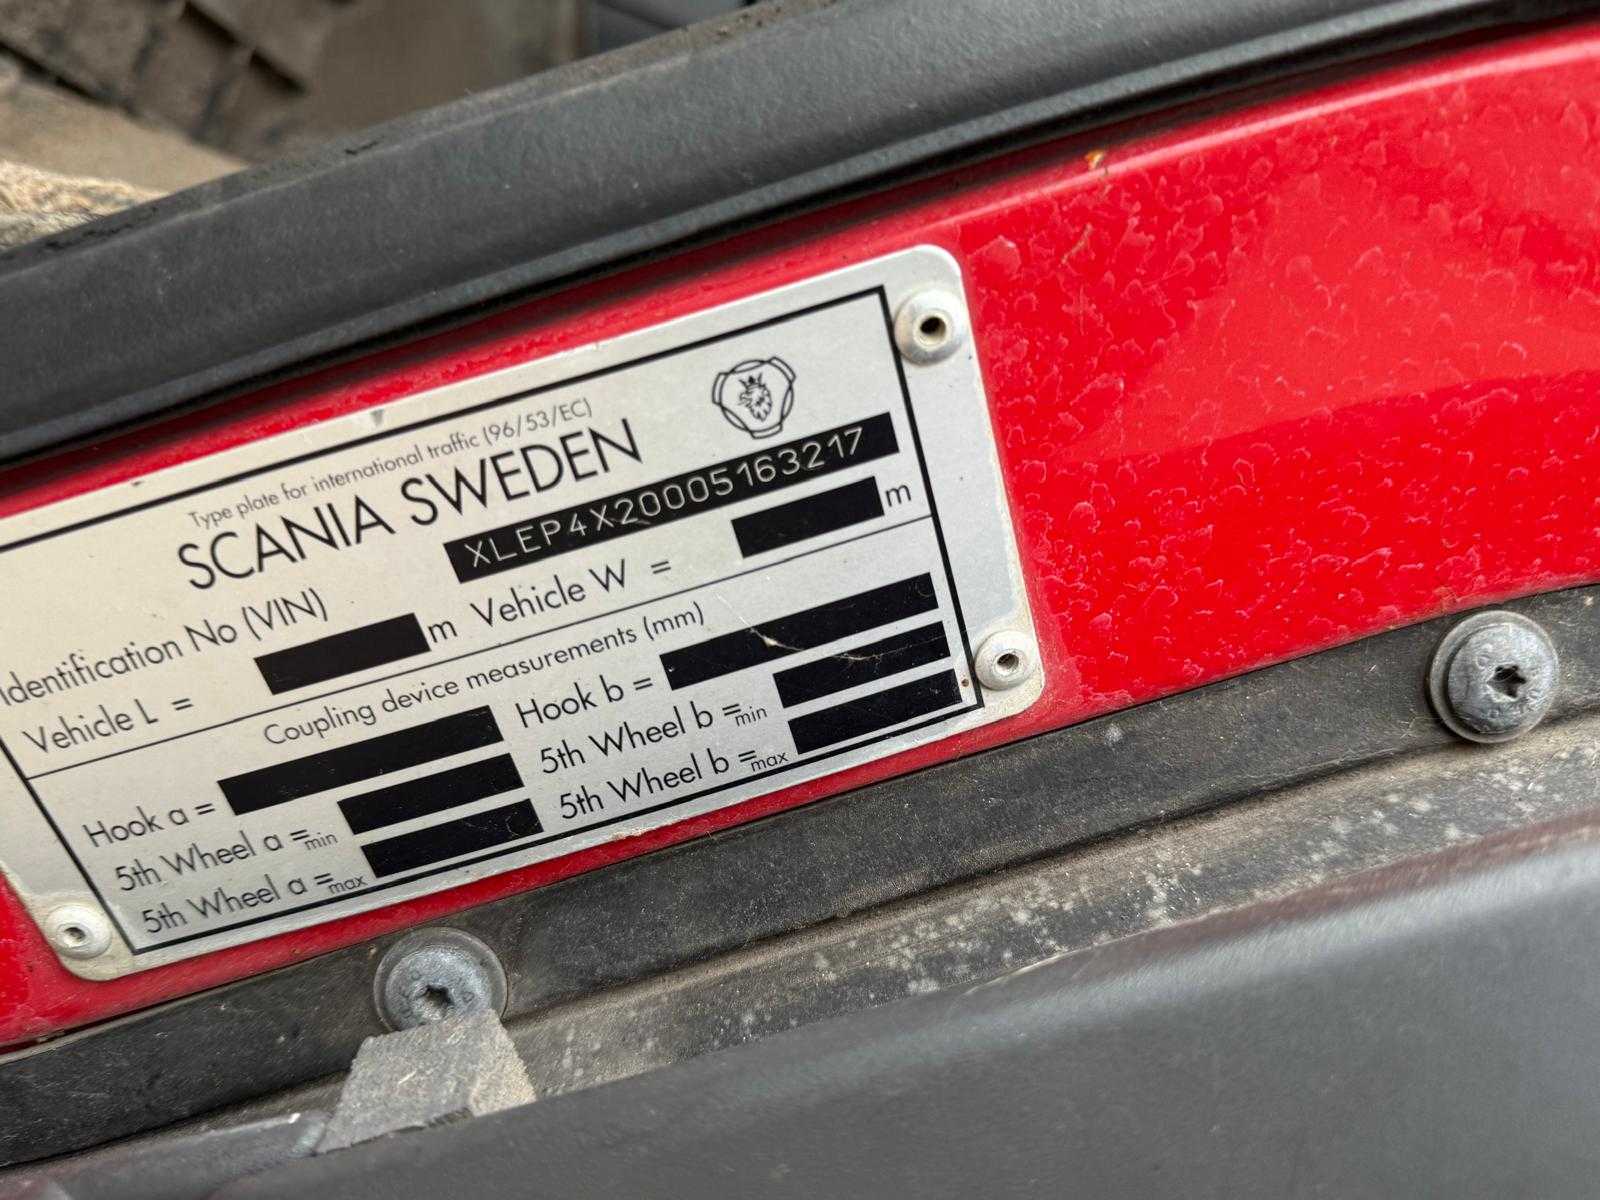 Type plate for international traffic (96/53/EC)
SCANIA SWEDEN
Identification No (VIN) XLEP4X20005163217
Vehicle L = m Vehicle W = m
Coupling device measurements (mm)
Hook a = Hook b =
5th Wheel a =min 5th Wheel b =min
5th Wheel a =max 5th Wheel b =max